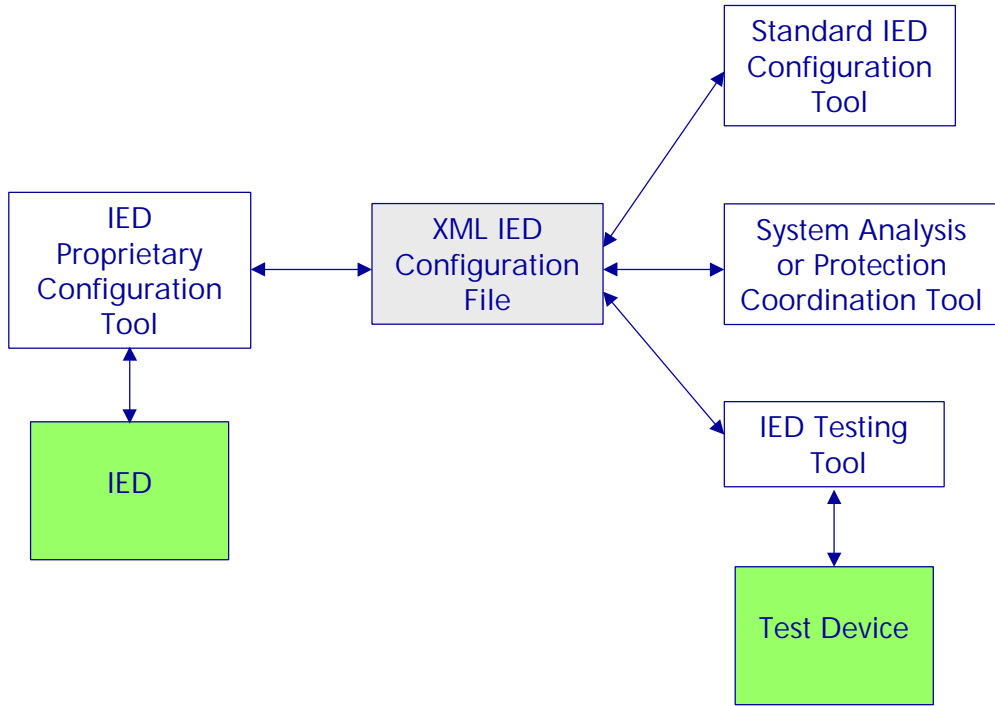 Standard IED
Configuration
Tool
IED
Proprietary
Configuration
Tool
XML IED
Configuration
File
System Analysis
or Protection
Coordination Tool
IED Testing
Tool
IED
Test Device